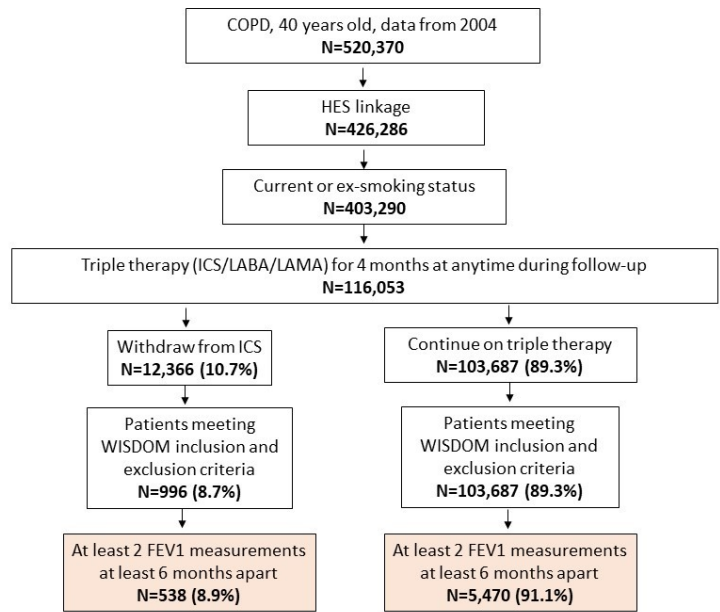 COPD, 40 years old, data from 2004
N=520,370
HES linkage
N=426,286
Current or ex-smoking status
N=403,290
Triple therapy (ICS/LABA/LAMA) for 4 months at anytime during follow-up
N=116,053
Withdraw from ICS
N=12,366 (10.7%)
Continue on triple therapy
N=103,687 (89.3%)
Patients meeting
WISDOM inclusion and
exclusion criteria
N=996 (8.7%)
Patients meeting
WISDOM inclusion and
exclusion criteria
N=103,687 (89.3%)
At least 2 FEV1 measurements
at least 6 months apart
N=538 (8.9%)
At least 2 FEV1 measurements
at least 6 months apart
N=5,470 (91.1%)